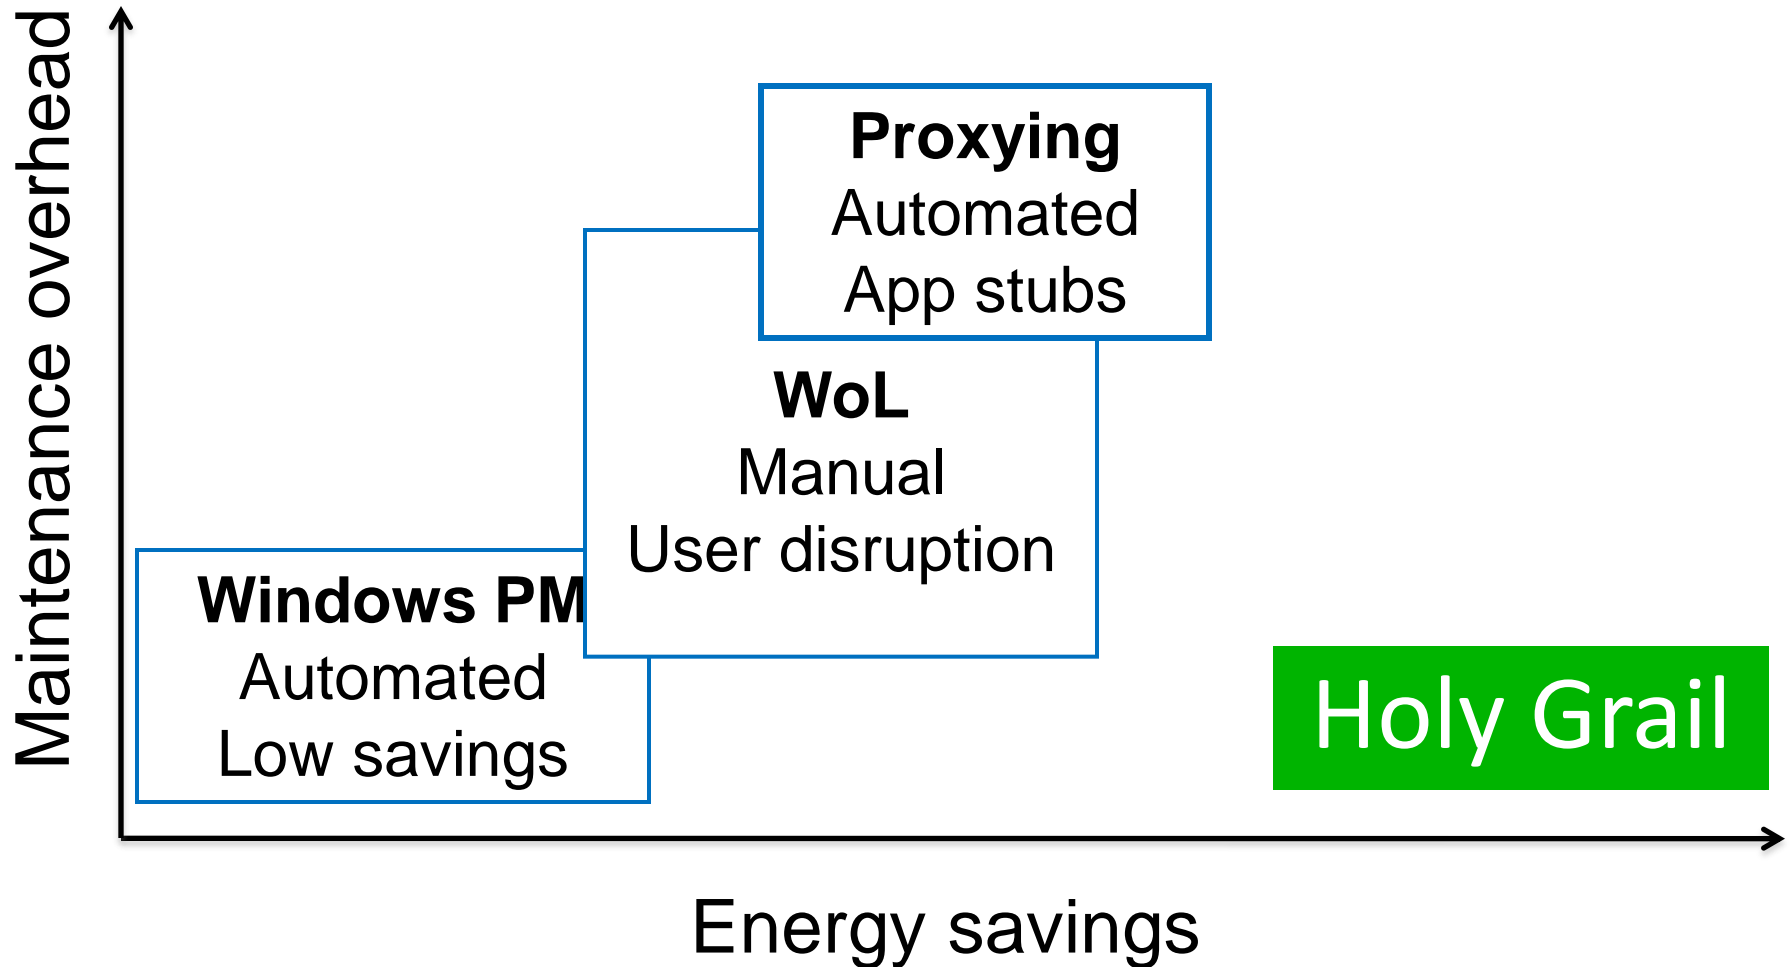 Maintenance overhead
Proxying
Automated
App stubs
WoL
Manual
User disruption
Windows PM
Automated
Low savings
Holy Grail
Energy savings